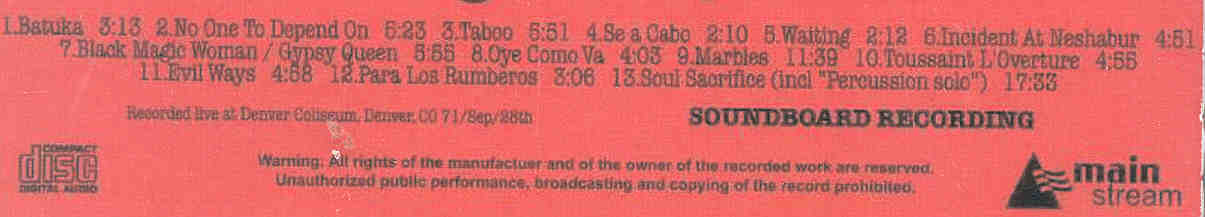 1.Batuka 3:13 2.No One To Depend On 5:23 3.Taboo 5:51 4.Se a Cabo 2:10 5.Waiting 2:12 6.Incident At Neshabur 4:51
7.Black Magic Woman / Gypsy Queen 5:55 8.Oye Como Va 4:03 9.Marbles 11:39 10.Toussaint L'Overture 4;55
11.Evil Ways 4:58 12.Para Los Rumberos 3:06 13.Soul Sacrifice (incl "Percussion solo") 17:33
Recorded live at Denver Coliseum, Denver, CO 71/Sep/28th
SOUNDBOARD RECORDING
COMPACT
disc
DIGITAL AUDIO
Warning: All rights of the manufactuer and of the owner of the recorded work are reserved.
Unauthorized public performance, broadcasting and copying of the record prohibited.
main
stream